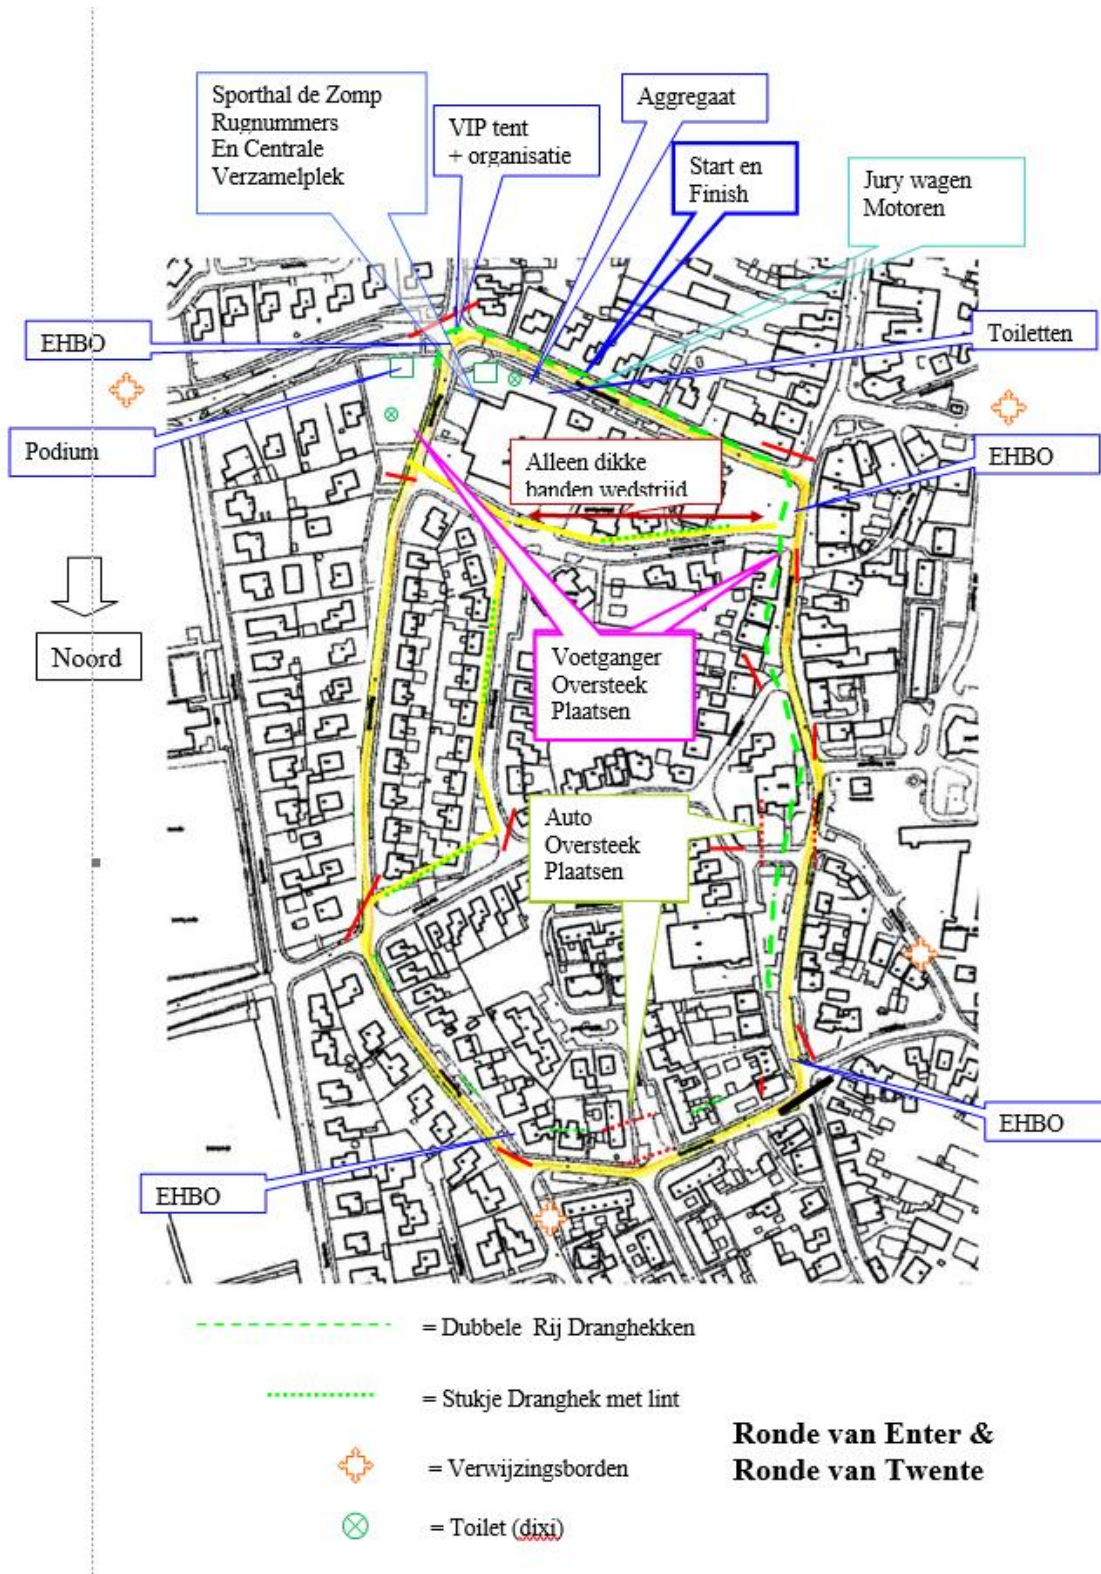 Sporthal de Zomp
Rugnummers
En Centrale
Verzamelplek
VIP tent
+ organisatie
Aggregaat
Start en
Finish
Jury wagen
Motoren
EHBO
Toiletten
Podium
EHBO
Alleen dikke
banden wedstrijd
Noord
Voetganger
Oversteek
Plaatsen
Auto
Oversteek
Plaatsen
EHBO
EHBO
= Dubbele Rij Dranghekken
= Stukje Dranghek met lint
= Verwijzingsborden
= Toilet (dixi)
Ronde van Enter &
Ronde van Twente